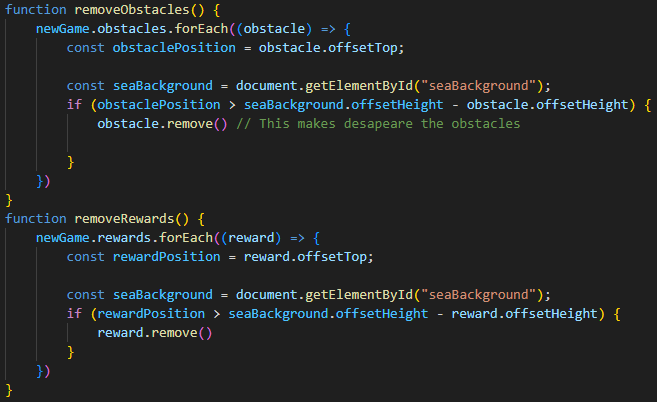 function removeObstacles() {
    newGame.obstacles.forEach((obstacle) => {
        const obstaclePosition = obstacle.offsetTop;

        const seaBackground = document.getElementById("seaBackground");
        if (obstaclePosition > seaBackground.offsetHeight - obstacle.offsetHeight) {
            obstacle.remove() // This makes desapeare the obstacles

        }
    })
}
function removeRewards() {
    newGame.rewards.forEach((reward) => {
        const rewardPosition = reward.offsetTop;

        const seaBackground = document.getElementById("seaBackground");
        if (rewardPosition > seaBackground.offsetHeight - reward.offsetHeight) {
            reward.remove()
        }
    })
}